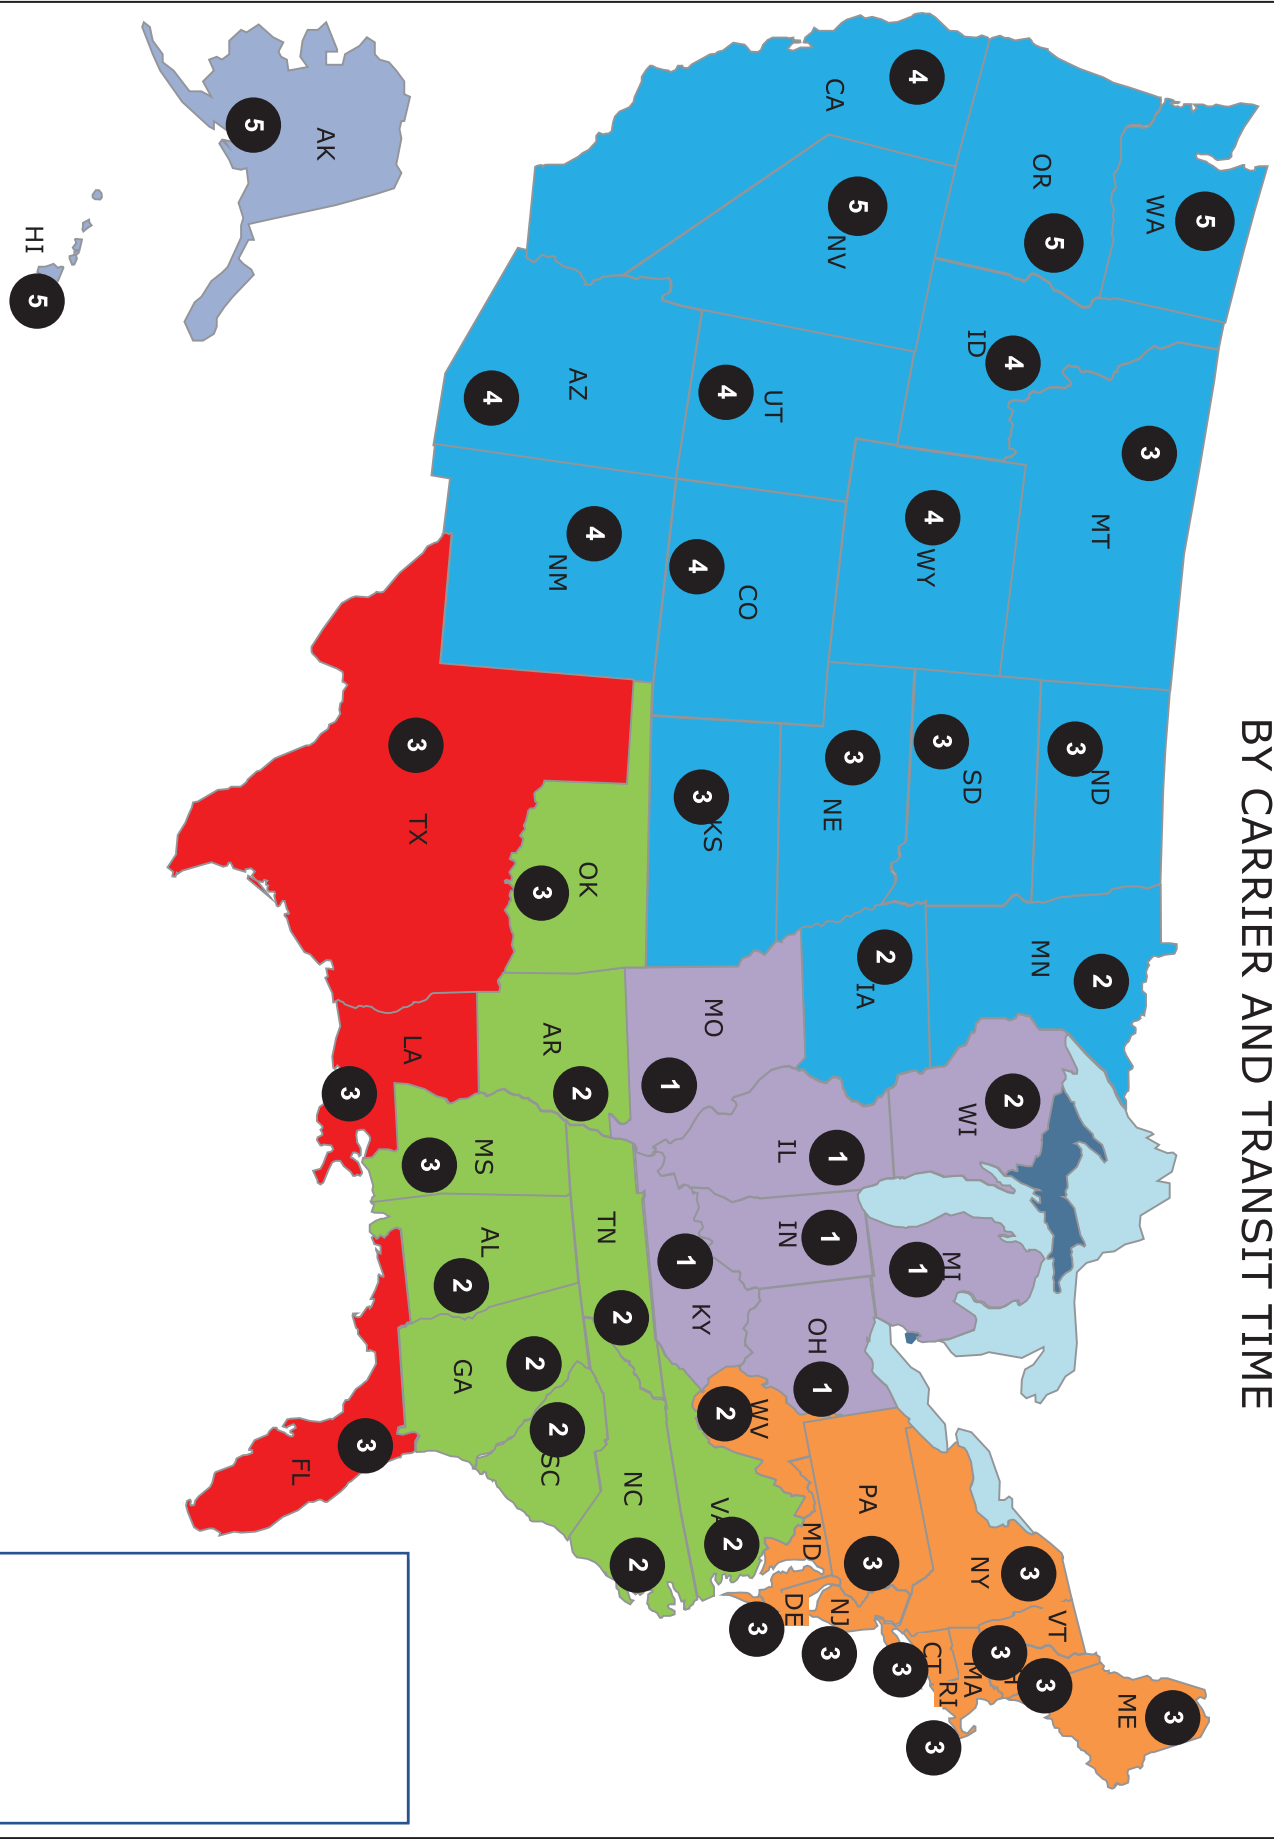 BY CARRIER AND TRANSIT TIME
WA
5
OR
5
CA
4
NV
5
ID
4
MT
3
WY
4
UT
4
AZ
4
CO
4
NM
4
ND
3
SD
3
NE
3
KS
3
OK
3
TX
3
MN
2
IA
2
MO
1
AR
2
LA
3
WI
2
IL
1
IN
1
MI
1
OH
1
KY
1
TN
2
MS
3
AL
2
GA
2
FL
3
SC
2
NC
2
VA
2
WV
2
MD
DE
3
NJ
3
PA
3
NY
3
VT
3
3
MA
CT
3
RI
3
ME
3
AK
5
HI
5